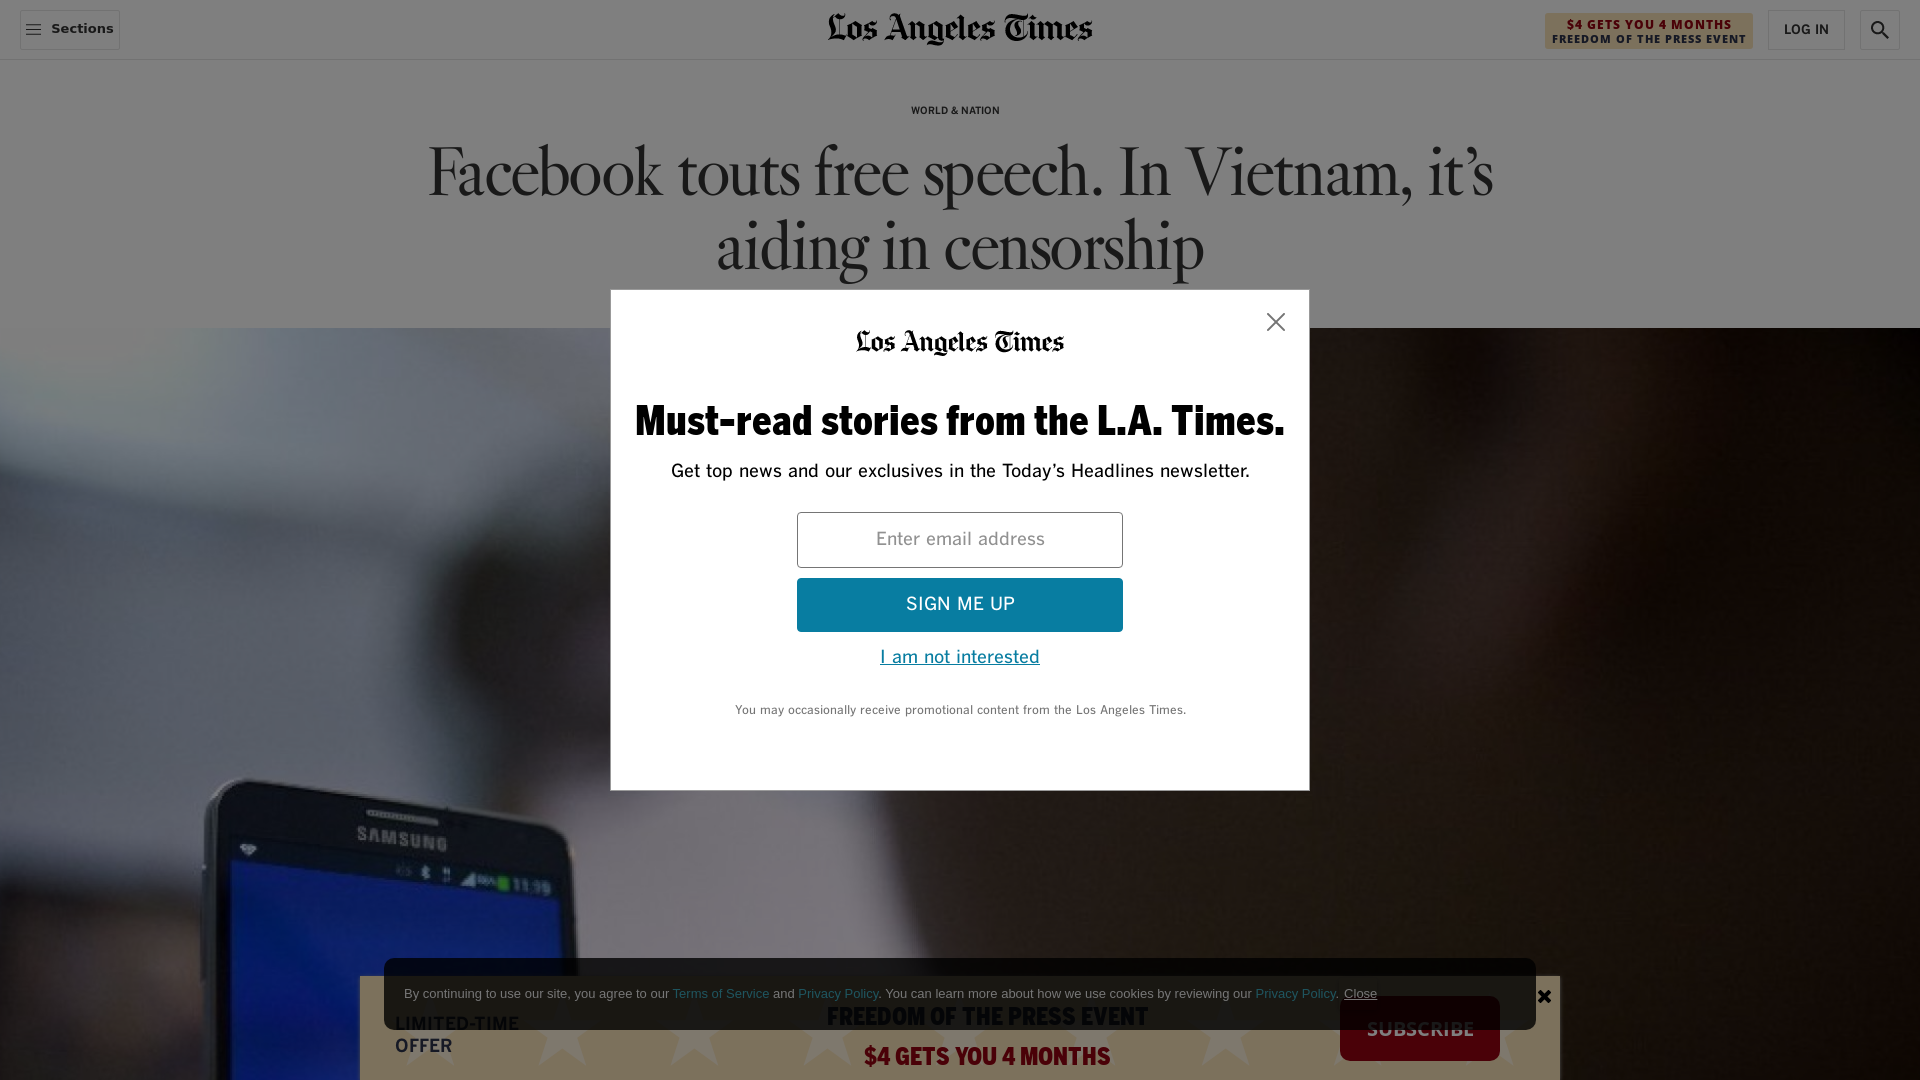 Sections
Los Angeles Times
$4 GETS YOU 4 MONTHS
FREEDOM OF THE PRESS EVENT
LOG IN
WORLD & NATION
Facebook touts free speech. In Vietnam, it’s
aiding in censorship
Los Angeles Times
Must-read stories from the L.A. Times.
Get top news and our exclusives in the Today’s Headlines newsletter.
Enter email address
SIGN ME UP
I am not interested
You may occasionally receive promotional content from the Los Angeles Times.
SAMSUNG
86% 11:39
By continuing to use our site, you agree to our Terms of Service and Privacy Policy. You can learn more about how we use cookies by reviewing our Privacy Policy. Close
LIMITED-TIME
OFFER
FREEDOM OF THE PRESS EVENT
$4 GETS YOU 4 MONTHS
SUBSCRIBE